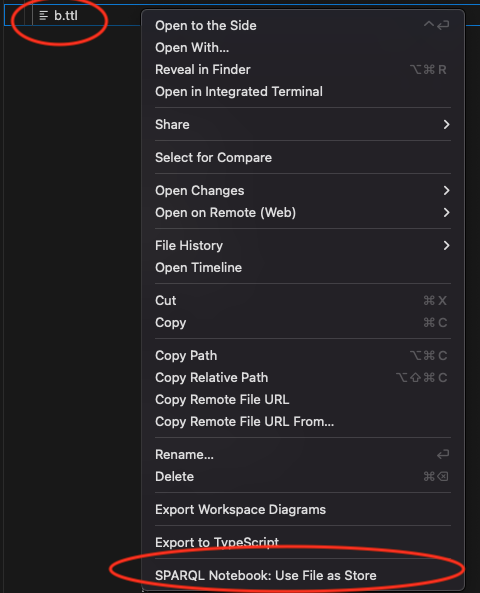 b.ttl
Open to the Side ^⏎
Open With...
Reveal in Finder ⌥⌘R
Open in Integrated Terminal
Share
Select for Compare
Open Changes
Open on Remote (Web)
File History
Open Timeline
Cut ⌘X
Copy ⌘C
Copy Path ⌥⌘C
Copy Relative Path ⌥⇧⌘C
Copy Remote File URL
Copy Remote File URL From...
Rename... ⏎
Delete ⌘⌫
Export Workspace Diagrams
Export to TypeScript
SPARQL Notebook: Use File as Store